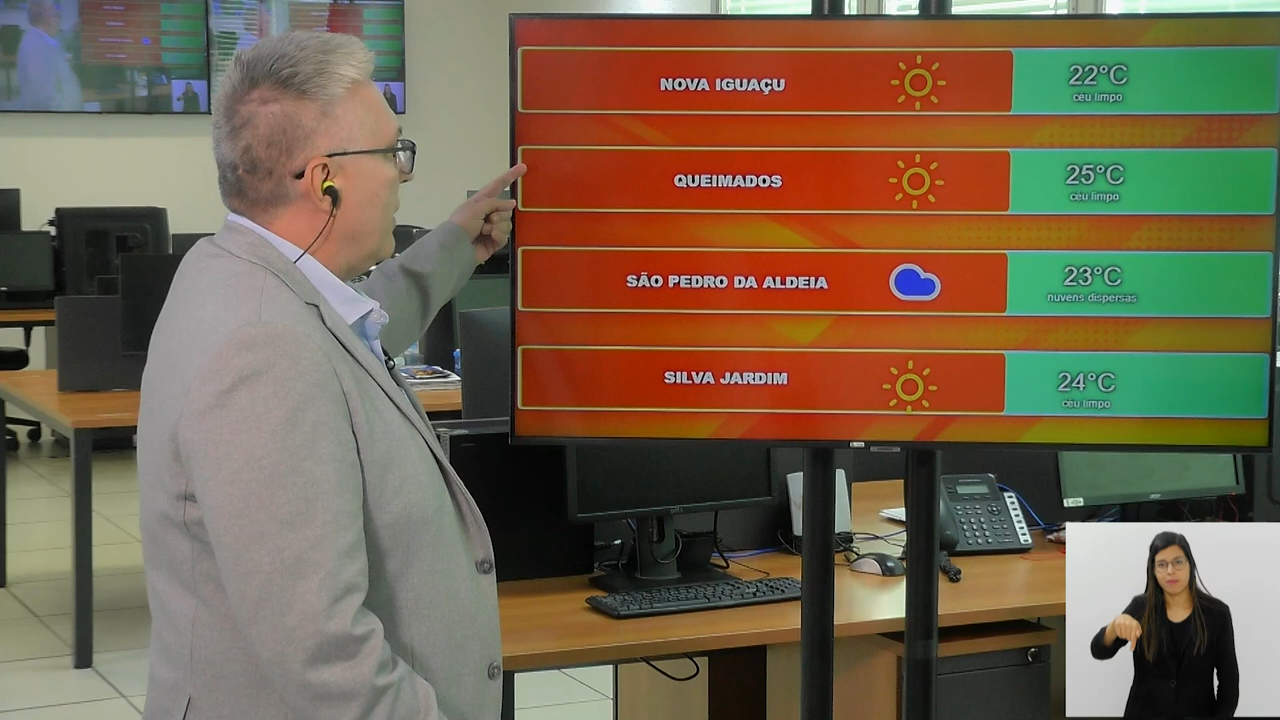 NOVA IGUAÇU
22°C
céu limpo
QUEIMADOS
25°C
céu limpo
SÃO PEDRO DA ALDEIA
23°C
nuvens dispersas
SILVA JARDIM
24°C
céu limpo